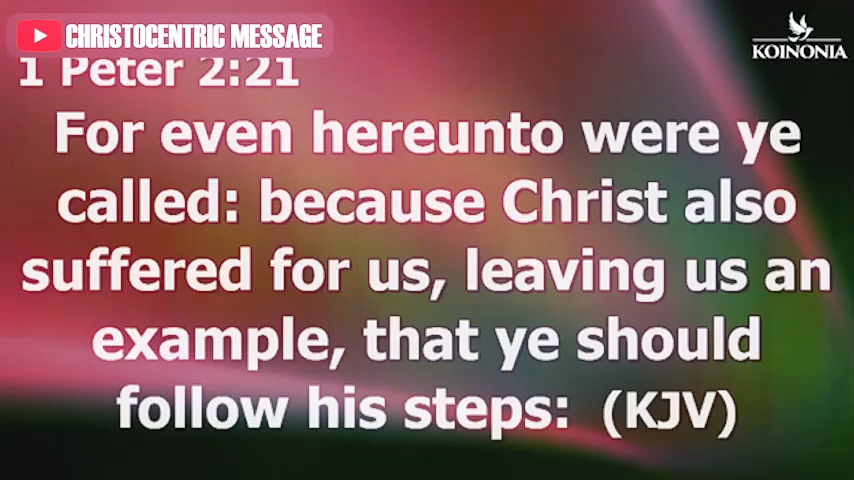 CHRISTOCENTRIC MESSAGE
KOINONIA
1 Peter 2:21
For even hereunto were ye
called: because Christ also
suffered for us, leaving us an
example, that ye should
follow his steps: (KJV)